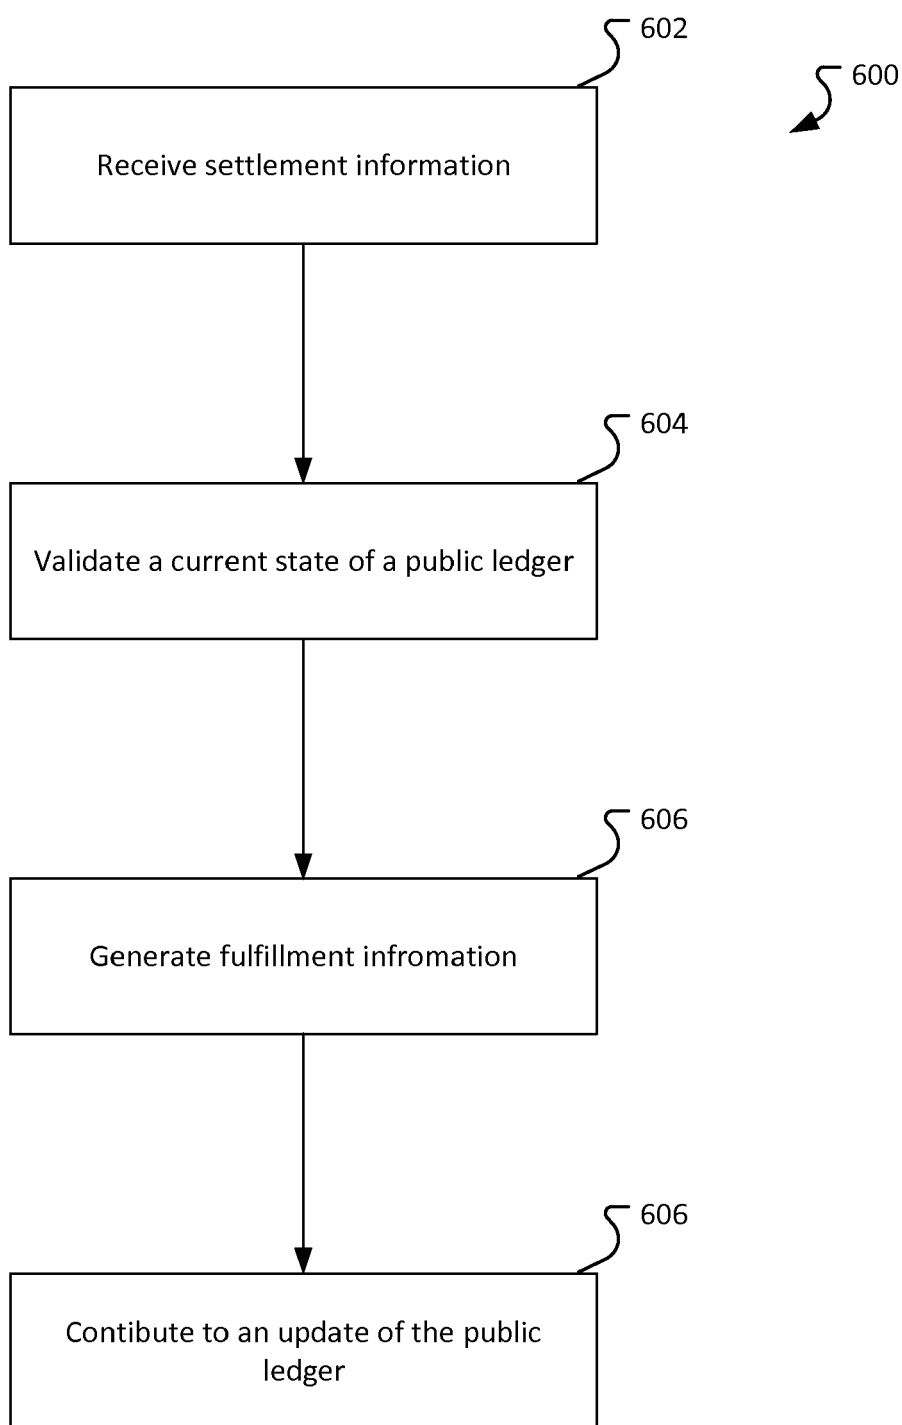 602
600
Receive settlement information
604
Validate a current state of a public ledger
606
Generate fulfillment infromation
606
Contibute to an update of the public
ledger